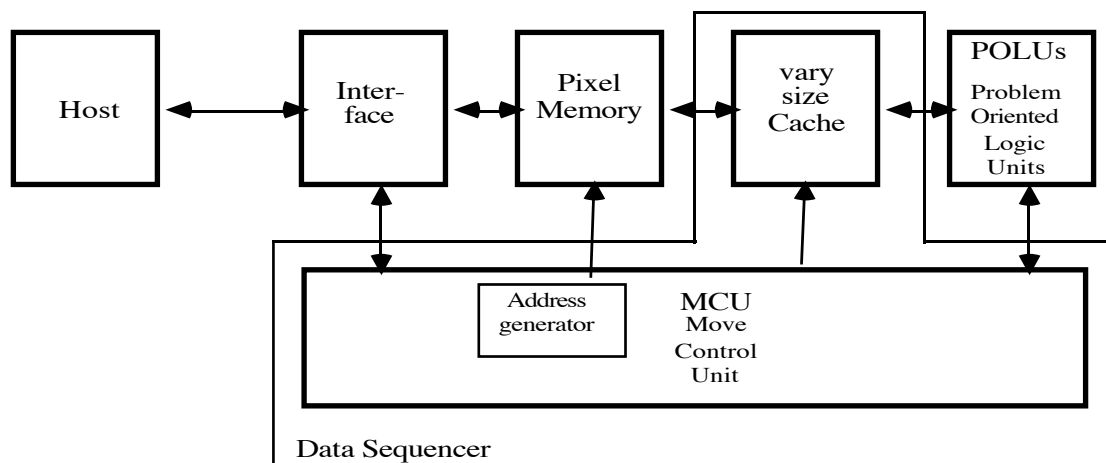 Host
Inter-
face
Pixel
Memory
vary
size
Cache
POLUs
Problem
Oriented
Logic
Units
Address
generator
MCU
Move
Control
Unit
Data Sequencer